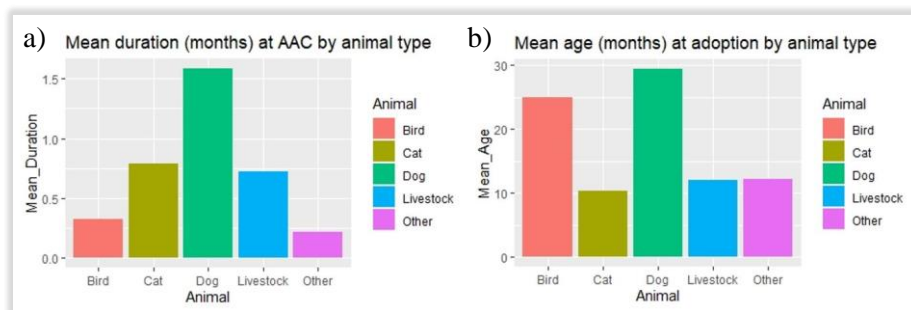 a)
Mean duration (months) at AAC by animal type
Mean_Duration
1.5
1.0
0.5
0.0
Bird Cat Dog Livestock Other
Animal
Animal
Bird
Cat
Dog
Livestock
Other
b)
Mean age (months) at adoption by animal type
Mean_Age
30
20
10
0
Bird Cat Dog Livestock Other
Animal
Animal
Bird
Cat
Dog
Livestock
Other